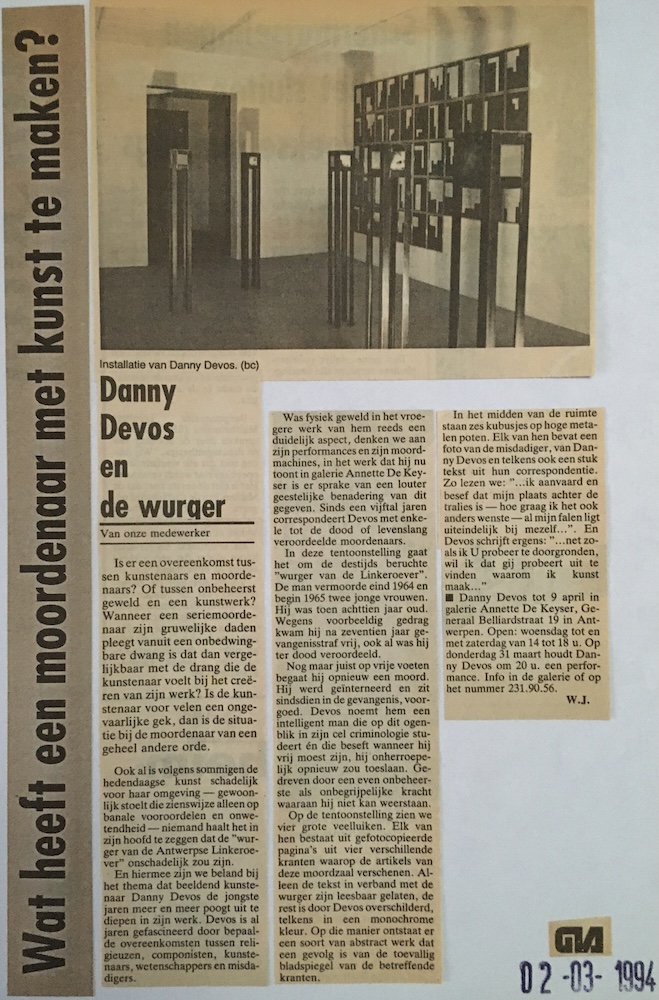 Wat heeft een moordenaar met kunst te maken?
Installatie van Danny Devos. (bc)
Danny
Devos
en
de wurger
Van onze medewerker
Is er een overeenkomst tus-
sen kunstenaars en moorde-
naars? Of tussen onbeheerst
geweld en een kunstwerk?
Wanneer een seriemoorde-
naar zijn gruwelijke daden
pleegt vanuit een onbedwing-
bare dwang is dat dan verge-
lijkbaar met de drang die de
kunstenaar voelt bij het creë-
ren van zijn werk? Is de kun-
stenaar voor velen een onge-
vaarlijke gek, dan is de situa-
tie bij de moordenaar van een
geheel andere orde.
Ook al is volgens sommigen de
hedendaagse kunst schadelijk
voor haar omgeving — gewoon-
lijk stoelt die zienswijze alleen op
banale vooroordelen en onwe-
tendheid — niemand haalt het in
zijn hoofd te zeggen dat de "wur-
ger van de Antwerpse Linkeroe-
ver" onschadelijk zou zijn.
En hiermee zijn we beland bij
het thema dat beeldend kunste-
naar Danny Devos de jongste
jaren meer en meer poogt uit te
diepen in zijn werk. Devos is al
jaren gefascineerd door bepaal-
de overeenkomsten tussen reli-
gieuzen, componisten, kunste-
naars, wetenschappers en misda-
digers.
Was fysiek geweld in het vroe-
gere werk van hem reeds een
duidelijk aspect, denken we aan
zijn performances en zijn moord-
machines, in het werk dat hij nu
toont in galerie Annette De Key-
ser is er sprake van een louter
geestelijke benadering van dit
gegeven. Sinds een vijftal jaren
correspondeert Devos met enke-
le tot de dood of levenslang
veroordeelde moordenaars.
In deze tentoonstelling gaat
het om de destijds beruchte
"wurger van de Linkeroever".
De man vermoorde eind 1964 en
begin 1965 twee jonge vrouwen.
Hij was toen achttien jaar oud.
Wegens voorbeeldig gedrag
kwam hij na zeventien jaar ge-
vangenisstraf vrij, ook al was hij
ter dood veroordeeld.
Nog maar juist op vrije voeten
begaat hij opnieuw een moord.
Hij werd geïnterneerd en zit
sindsdien in de gevangenis, voor-
goed. Devos noemt hem een
intelligent man die op dit ogen-
blik in zijn cel criminologie stu-
deert én die beseft wanneer hij
vrij moest zijn, hij onherroepe-
lijk opnieuw zou toeslaan. Ge-
dreven door een even onbeheer-
ste als onbegrijpelijke kracht
waaraan hij niet kan weerstaan.
Op de tentoonstelling zien we
vier grote veelluiken. Elk van
hen bestaat uit gefotocopieerde
pagina's uit vier verschillende
kranten waarop de artikels van
deze moordzaal verschenen. Al-
leen de tekst in verband met de
wurger zijn leesbaar gelaten, de
rest is door Devos overschilderd,
telkens in een monochrome
kleur. Op die manier ontstaat er
een soort van abstract werk dat
een gevolg is van de toevallig
bladspiegel van de betreffende
kranten.
In het midden van de ruimte
staan zes kubusjes op hoge meta-
len poten. Elk van hen bevat een
foto van de misdadiger, van Dan-
ny Devos en telkens ook een stuk
tekst uit hun correspondentie.
Zo lezen we: "...ik aanvaard en
besef dat mijn plaats achter de
tralies is — hoe graag ik het ook
anders wenste — al mijn falen ligt
uiteindelijk bij mezelf...". En
Devos schrijft ergens: "...net zo-
als ik U probeer te doorgronden,
wil ik dat gij probeert uit te
vinden waarom ik kunst
maak..."
■ Danny Devos tot 9 april in
galerie Annette De Keyser, Ge-
neraal Belliardstraat 19 in Ant-
werpen. Open: woensdag tot en
met zaterdag van 14 tot 18 u. Op
donderdag 31 maart houdt Dan-
ny Devos om 20 u. een perfor-
mance. Info in de galerie of op
het nummer 231.90.56.
W.J.
GVA
02-03-1994